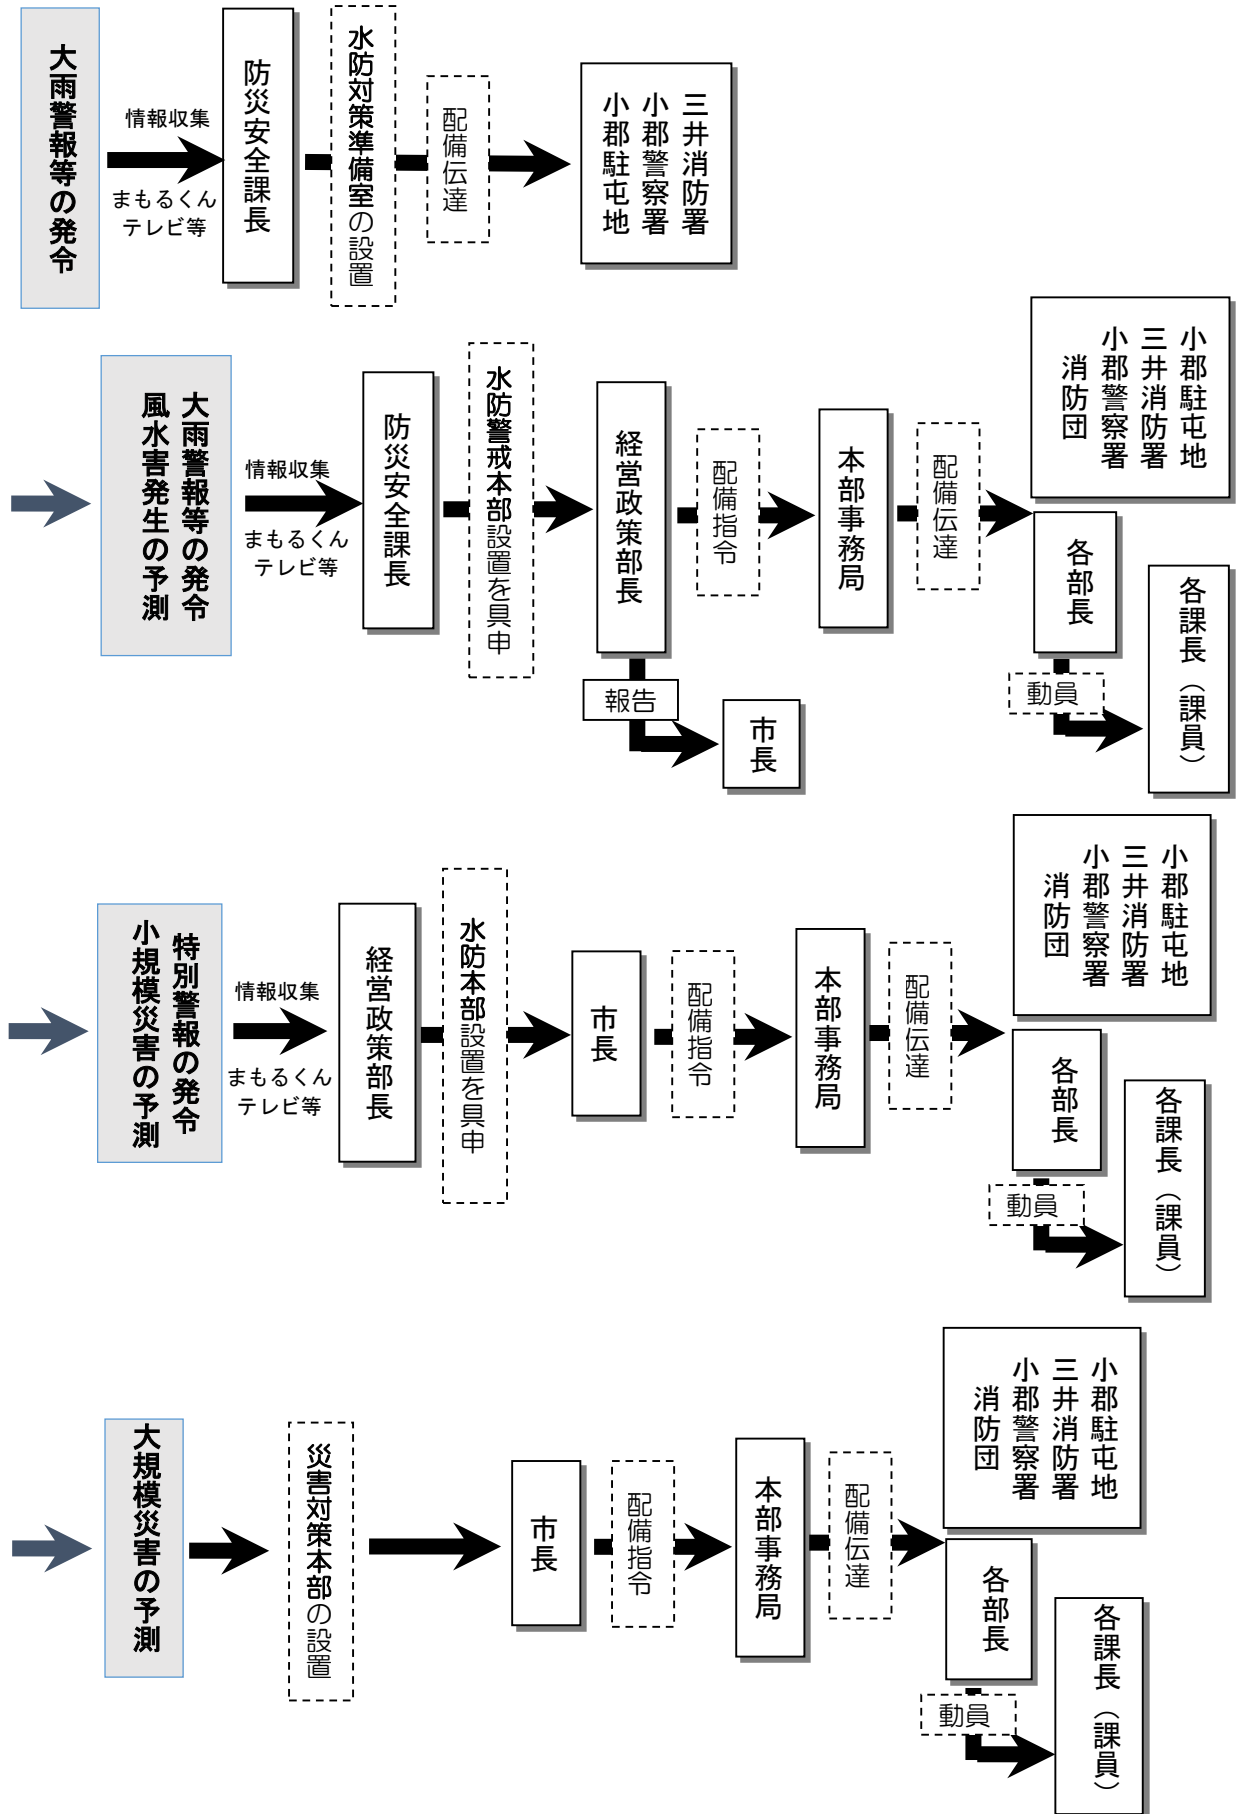 大雨警報等の発令
情報収集
まもるくん
テレビ等
防災安全課長
水防対策準備室の設置
配備伝達
三井消防署
小郡警察署
小郡駐屯地
大雨警報等の発令
風水害発生の予測
情報収集
まもるくん
テレビ等
防災安全課長
水防警戒本部設置を具申
経営政策部長
報告
市長
配備指令
本部事務局
配備伝達
小郡駐屯地
三井消防署
小郡警察署
消防団
各部長
動員
各課長（課員）
特別警報の発令
小規模災害の予測
情報収集
まもるくん
テレビ等
経営政策部長
水防本部設置を具申
市長
配備指令
本部事務局
配備伝達
小郡駐屯地
三井消防署
小郡警察署
消防団
各部長
動員
各課長（課員）
大規模災害の予測
災害対策本部の設置
市長
配備指令
本部事務局
配備伝達
小郡駐屯地
三井消防署
小郡警察署
消防団
各部長
動員
各課長（課員）